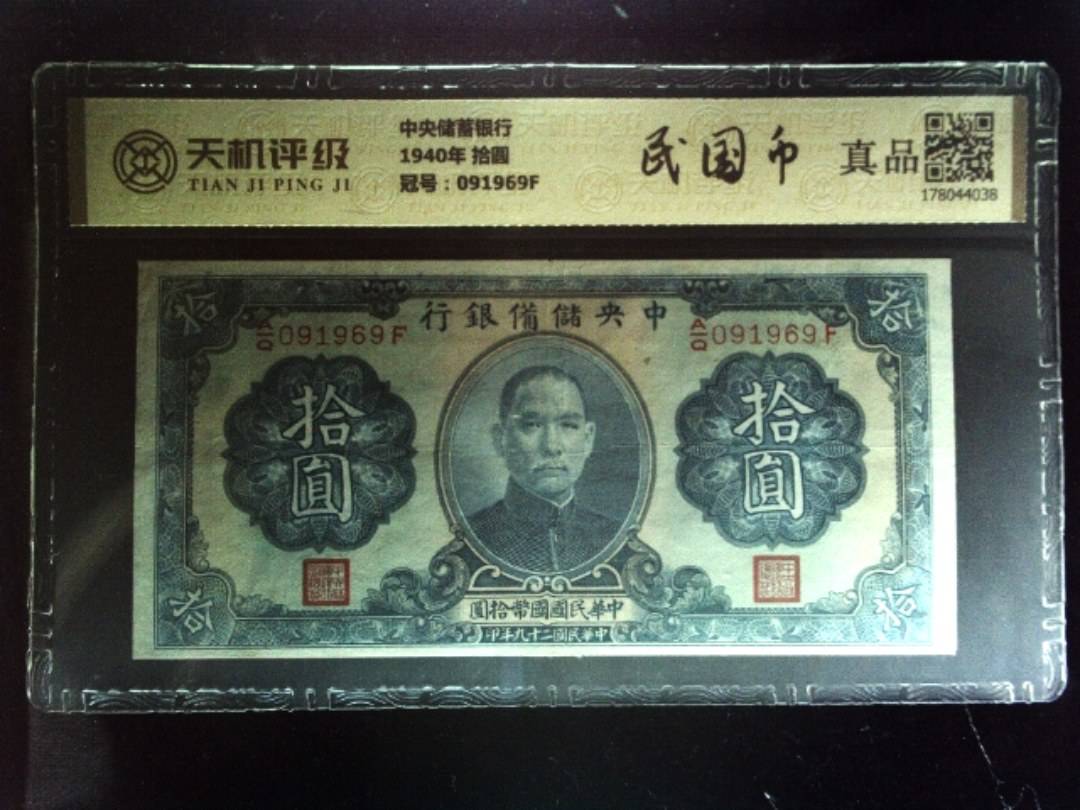 天机评级
TIAN JI PING JI
中央储蓄银行
1940年 拾圆
冠号：091969F
民国币
真品
178044038
拾
拾
行銀備儲央中
A/Q 091969F
A/Q 091969F
拾圓
拾圓
圓拾幣國國民華中
印年九十二國民華中
拾
拾